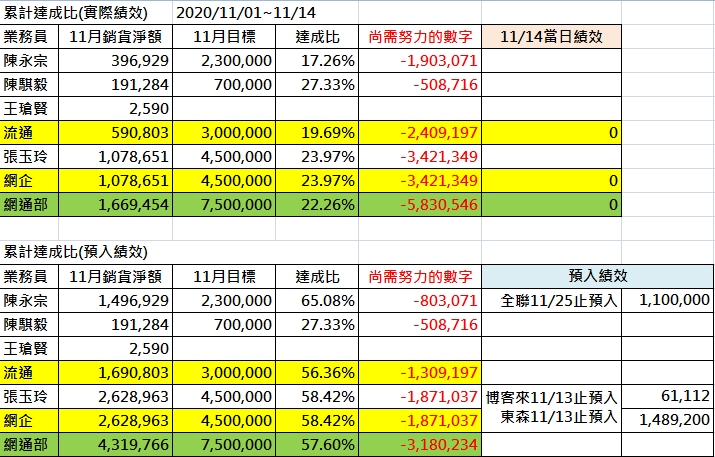 累計達成比(實際績效) 2020/11/01~11/14
業務員 11月銷貨淨額 11月目標 達成比 尚需努力的數字 11/14當日績效
陳永宗 396,929 2,300,000 17.26% -1,903,071
陳騏毅 191,284 700,000 27.33% -508,716
王瑲賢 2,590
流通 590,803 3,000,000 19.69% -2,409,197 0
張玉玲 1,078,651 4,500,000 23.97% -3,421,349
網企 1,078,651 4,500,000 23.97% -3,421,349 0
網通部 1,669,454 7,500,000 22.26% -5,830,546 0
累計達成比(預入績效)
業務員 11月銷貨淨額 11月目標 達成比 尚需努力的數字 預入績效
陳永宗 1,496,929 2,300,000 65.08% -803,071 全聯11/25止預入 1,100,000
陳騏毅 191,284 700,000 27.33% -508,716
王瑲賢 2,590
流通 1,690,803 3,000,000 56.36% -1,309,197
張玉玲 2,628,963 4,500,000 58.42% -1,871,037 博客來11/13止預入 61,112
網企 2,628,963 4,500,000 58.42% -1,871,037 東森11/13止預入 1,489,200
網通部 4,319,766 7,500,000 57.60% -3,180,234